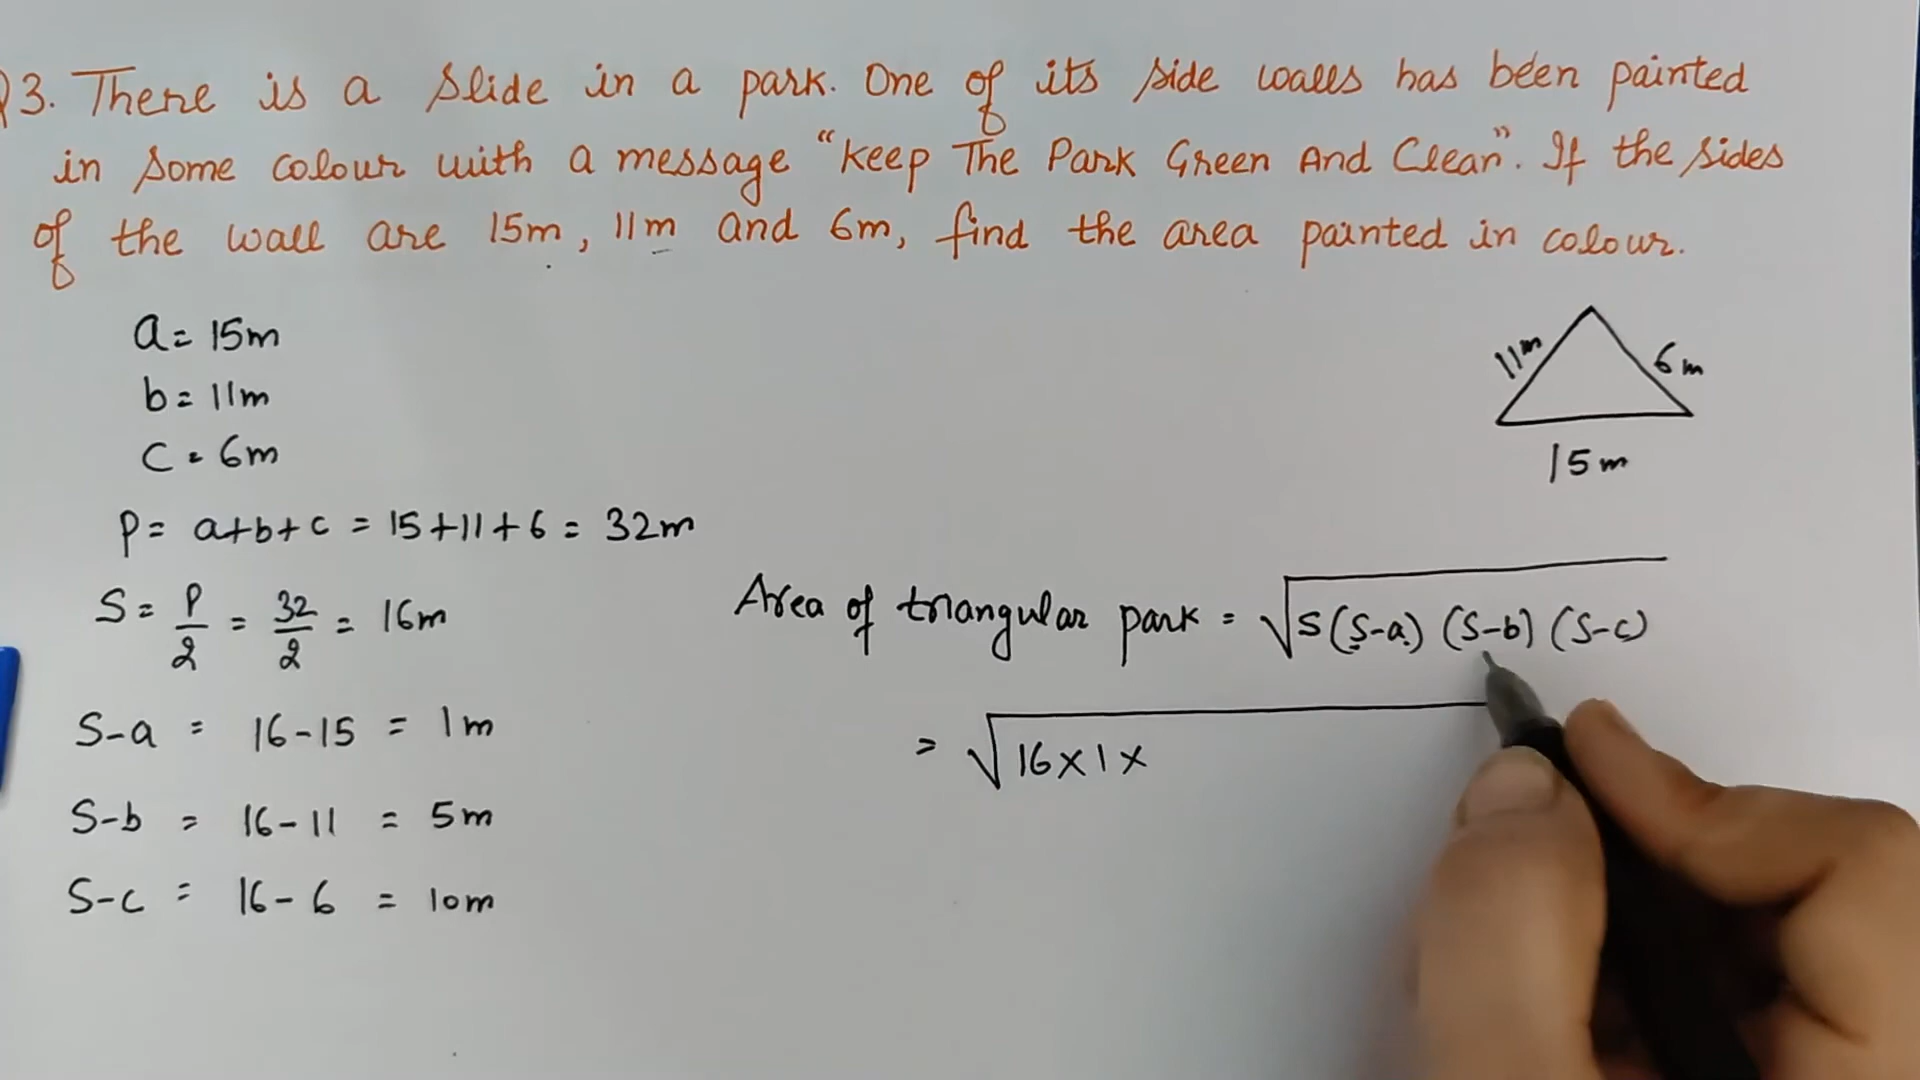 3. There is a slide in a park. One of its side walls has been painted
in some colour with a message "Keep The Park Green And Clean". If the sides
of the wall are 15m, 11m and 6m, find the area painted in colour.
a = 15m
b = 11m
c = 6m
11m
6m
15m
P = a+b+c = 15+11+6 = 32m
S = P/2 = 32/2 = 16m
Area of triangular park = √S(S-a)(S-b)(S-c)
S-a = 16-15 = 1m
= √16×1×
S-b = 16-11 = 5m
S-c = 16-6 = 10m